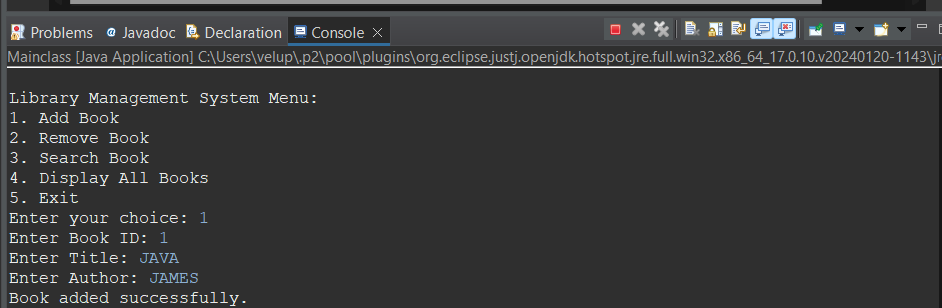 Problems @ Javadoc Declaration Console
Mainclass [Java Application] C:\Users\velup\.p2\pool\plugins\org.eclipse.justj.openjdk.hotspot.jre.full.win32.x86_64_17.0.10.v20240120-1143\jr
Library Management System Menu:
1. Add Book
2. Remove Book
3. Search Book
4. Display All Books
5. Exit
Enter your choice: 1
Enter Book ID: 1
Enter Title: JAVA
Enter Author: JAMES
Book added successfully.